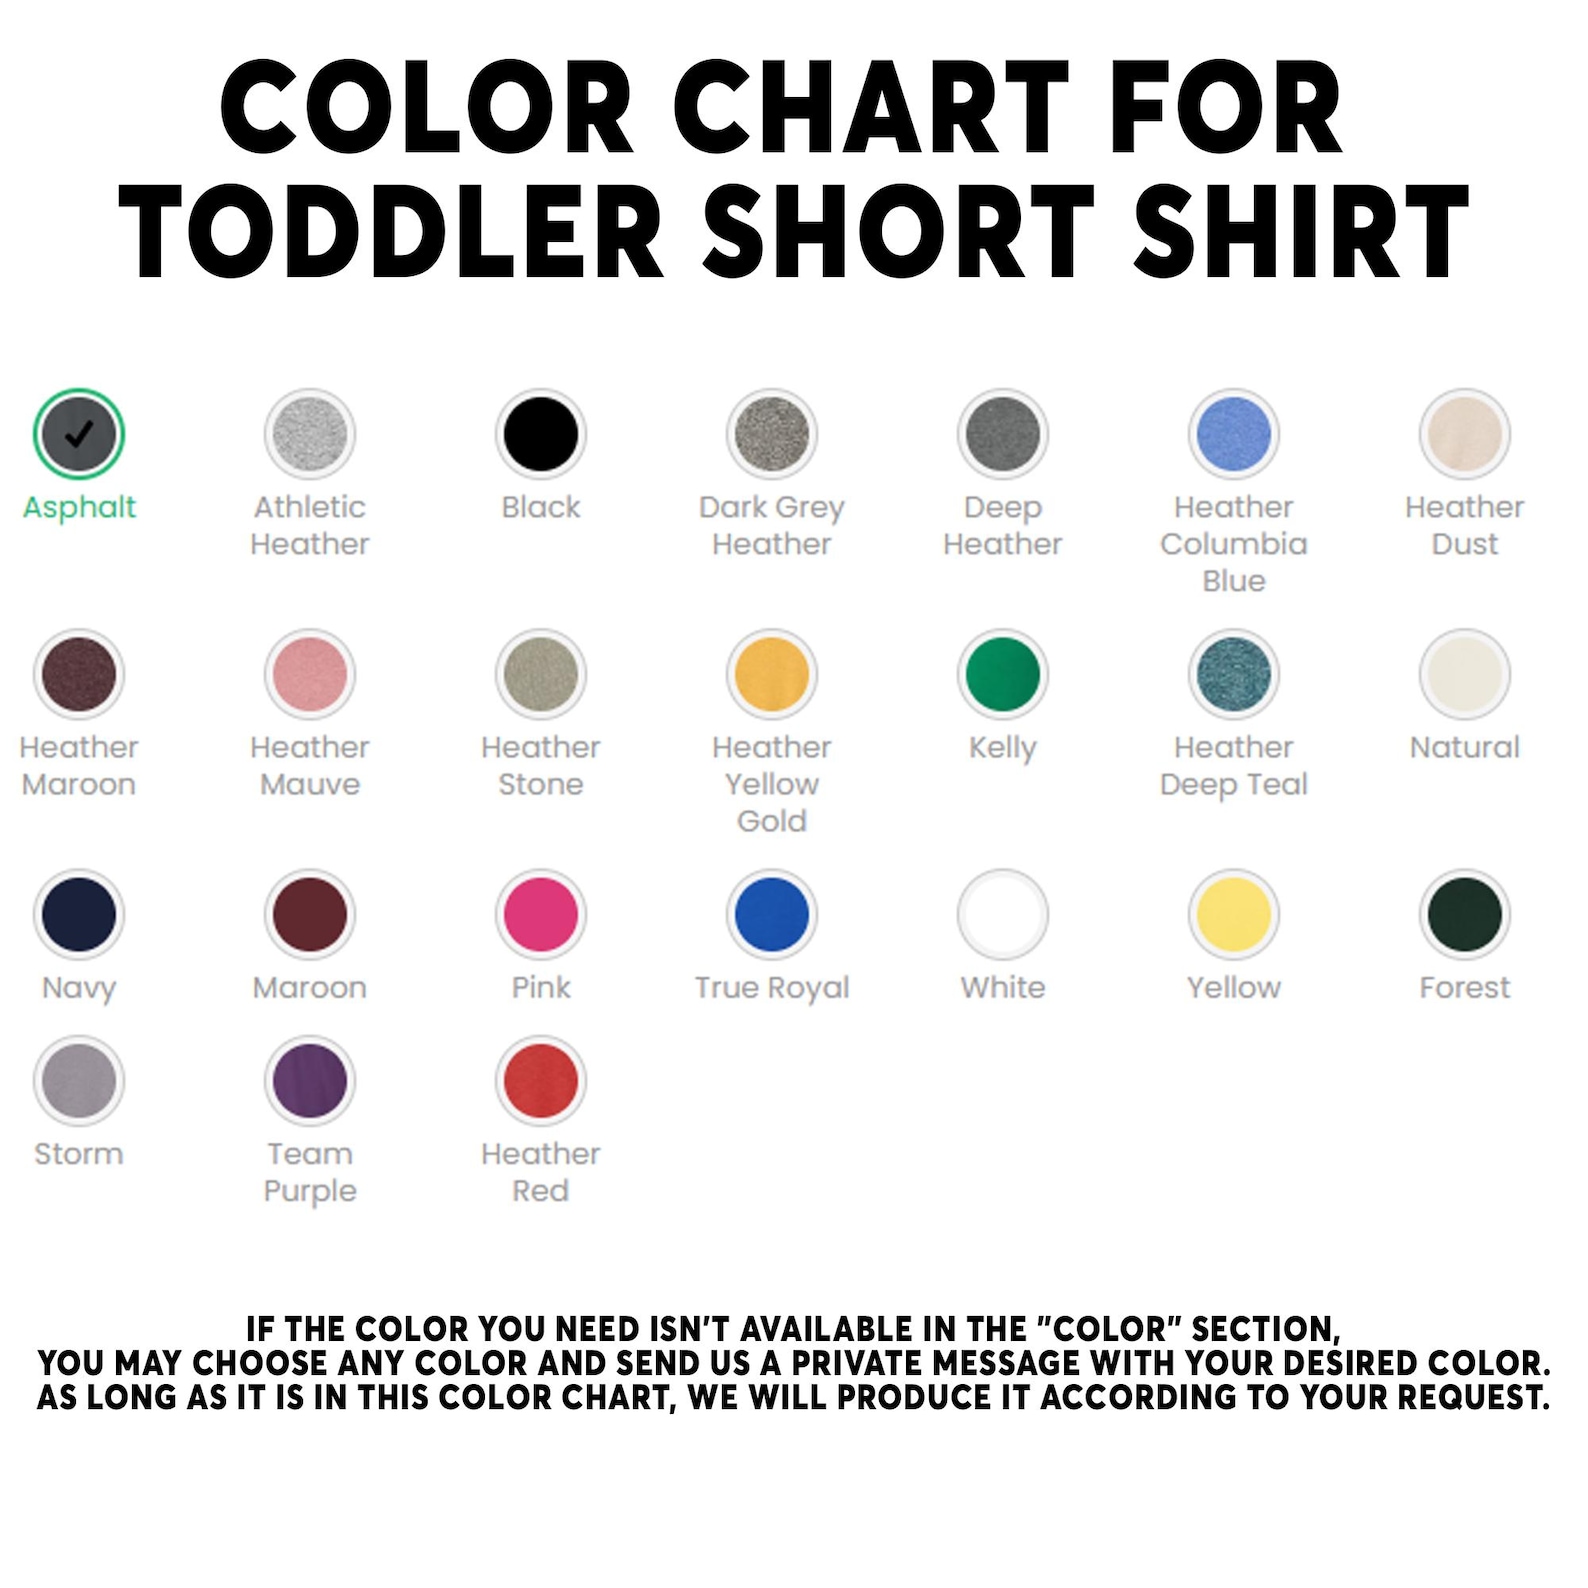 COLOR CHART FOR
TODDLER SHORT SHIRT
Asphalt
Athletic
Heather
Black
Dark Grey
Heather
Deep
Heather
Heather
Columbia
Blue
Heather
Dust
Heather
Maroon
Heather
Mauve
Heather
Stone
Heather
Yellow
Gold
Kelly
Heather
Deep Teal
Natural
Navy
Maroon
Pink
True Royal
White
Yellow
Forest
Storm
Team
Purple
Heather
Red
IF THE COLOR YOU NEED ISN'T AVAILABLE IN THE "COLOR" SECTION,
YOU MAY CHOOSE ANY COLOR AND SEND US A PRIVATE MESSAGE WITH YOUR DESIRED COLOR.
AS LONG AS IT IS IN THIS COLOR CHART, WE WILL PRODUCE IT ACCORDING TO YOUR REQUEST.